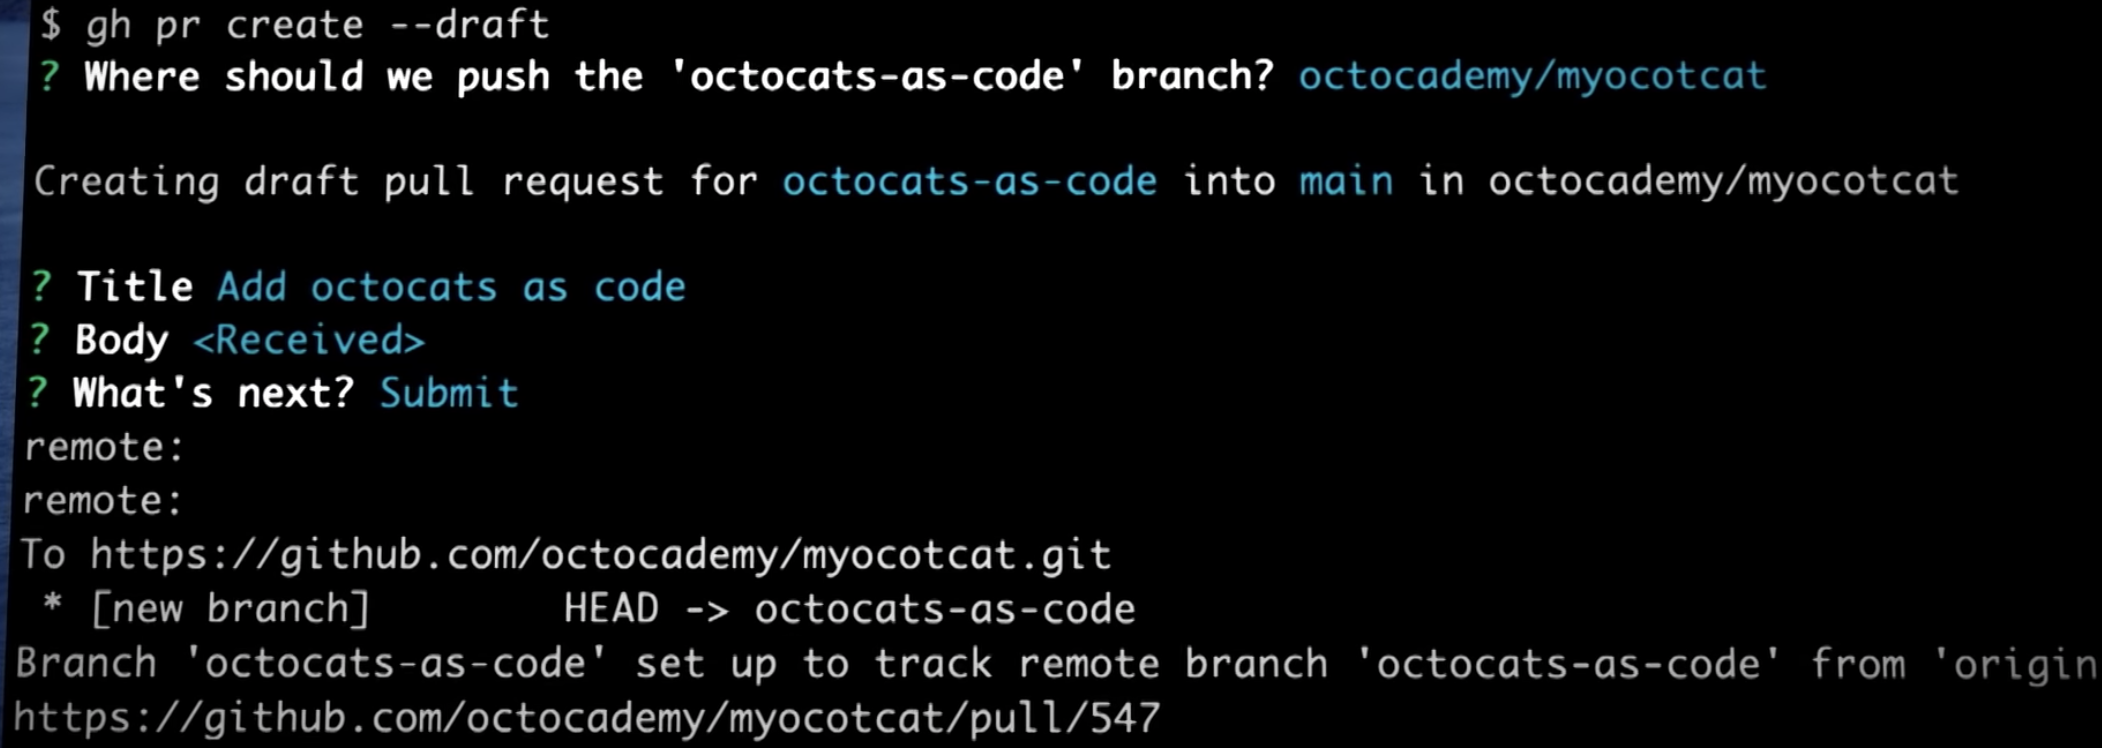 $ gh pr create --draft
? Where should we push the 'octocats-as-code' branch? octocademy/myocotcat
Creating draft pull request for octocats-as-code into main in octocademy/myocotcat
? Title Add octocats as code
? Body <Received>
? What's next? Submit
remote:
remote:
To https://github.com/octocademy/myocotcat.git
* [new branch] HEAD -> octocats-as-code
Branch 'octocats-as-code' set up to track remote branch 'octocats-as-code' from 'origin
https://github.com/octocademy/myocotcat/pull/547